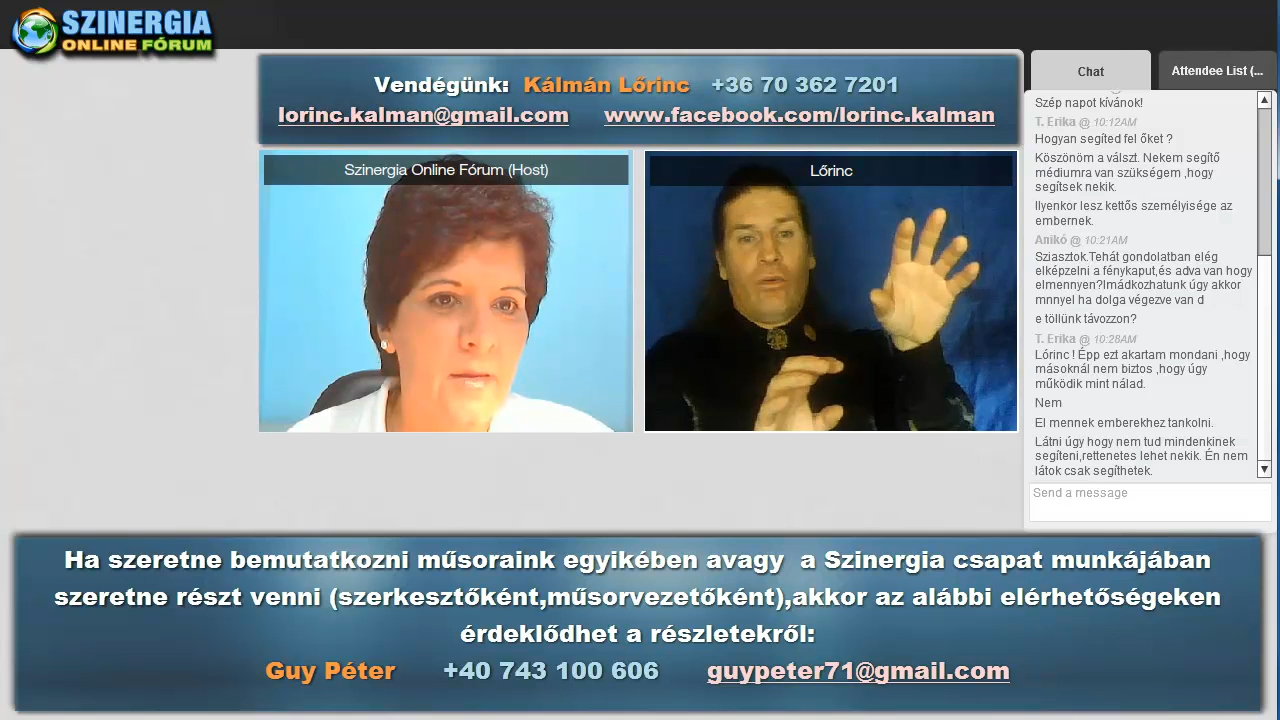 SZINERGIA
ONLINE FÓRUM
Vendégünk: Kálmán Lőrinc +36 70 362 7201
lorinc.kalman@gmail.com www.facebook.com/lorinc.kalman
Szinergia Online Fórum (Host)
Lőrinc
Chat
Attendee List (...
Szép napot kívánok!
T. Erika @ 10:12AM
Hogyan segíted fel őket ?
Köszönöm a válszt. Nekem segítő
médiumra van szükségem ,hogy
segítsek nekik.
Ilyenkor lesz kettős személyisége az
embernek.
Anikó @ 10:21AM
Sziasztok.Tehát gondolatban elég
elképzelni a fénykaput,és adva van hogy
elmennyen?Imádkozhatunk úgy akkor
mnnyel ha dolga végezve van d
e töllünk távozzon?
T. Erika @ 10:28AM
Lórinc ! Épp ezt akartam mondani ,hogy
másoknál nem biztos ,hogy úgy
működik mint nálad.
Nem
El mennek emberekhez tankolni.
Látni úgy hogy nem tud mindenkinek
segíteni,rettenetes lehet nekik. Én nem
látok csak segíthetek.
Send a message
Ha szeretne bemutatkozni műsoraink egyikében avagy a Szinergia csapat munkájában
szeretne részt venni (szerkesztőként,műsorvezetőként),akkor az alábbi elérhetőségeken
érdeklődhet a részletekről:
Guy Péter +40 743 100 606 guypeter71@gmail.com